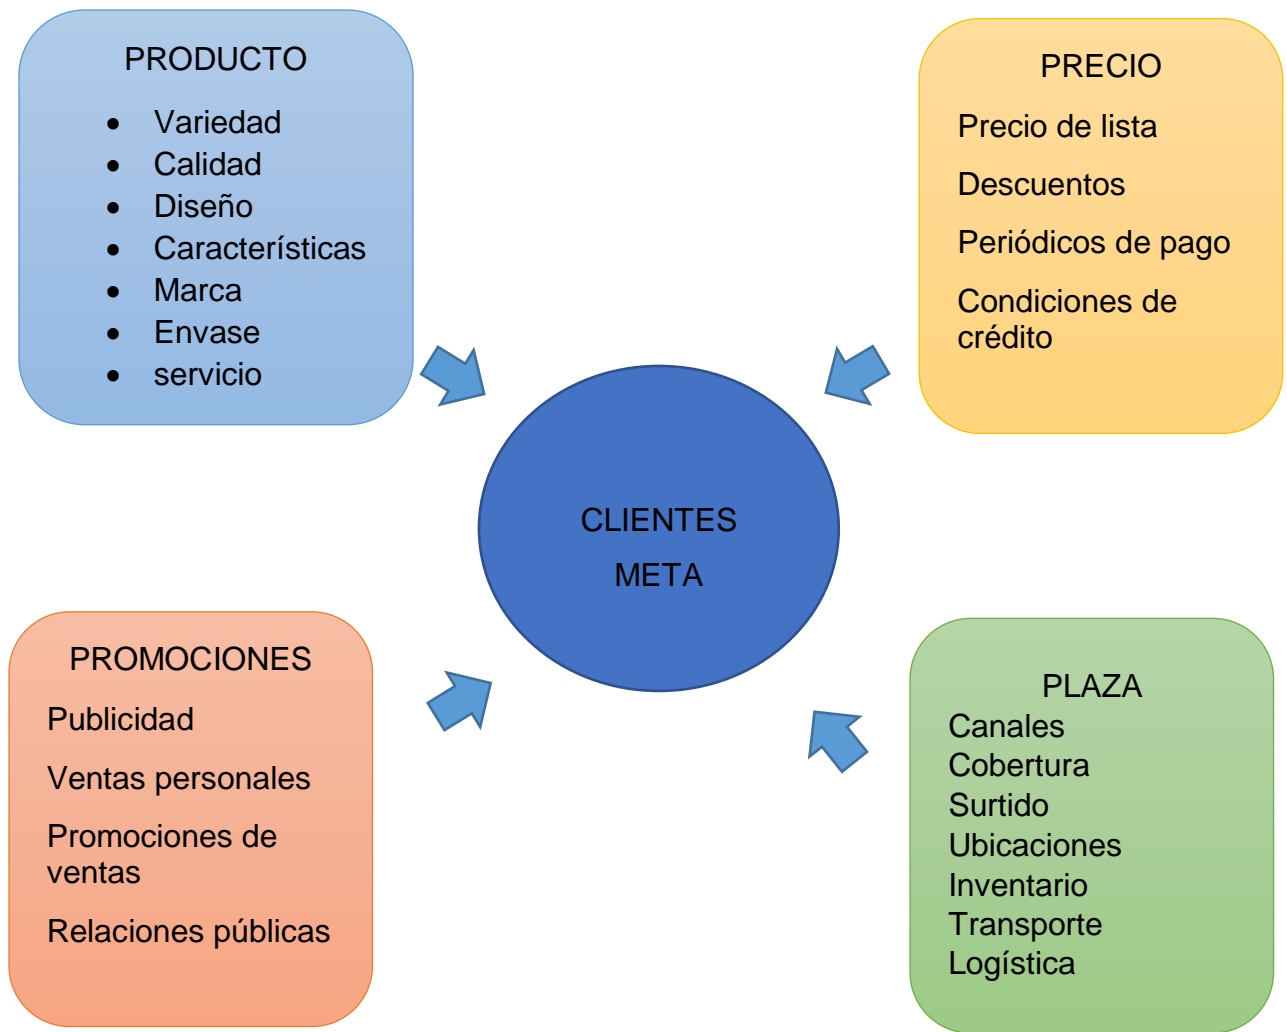 PRODUCTO
• Variedad
• Calidad
• Diseño
• Características
• Marca
• Envase
• servicio
PRECIO
Precio de lista
Descuentos
Periódicos de pago
Condiciones de
crédito
CLIENTES
META
PROMOCIONES
Publicidad
Ventas personales
Promociones de
ventas
Relaciones públicas
PLAZA
Canales
Cobertura
Surtido
Ubicaciones
Inventario
Transporte
Logística